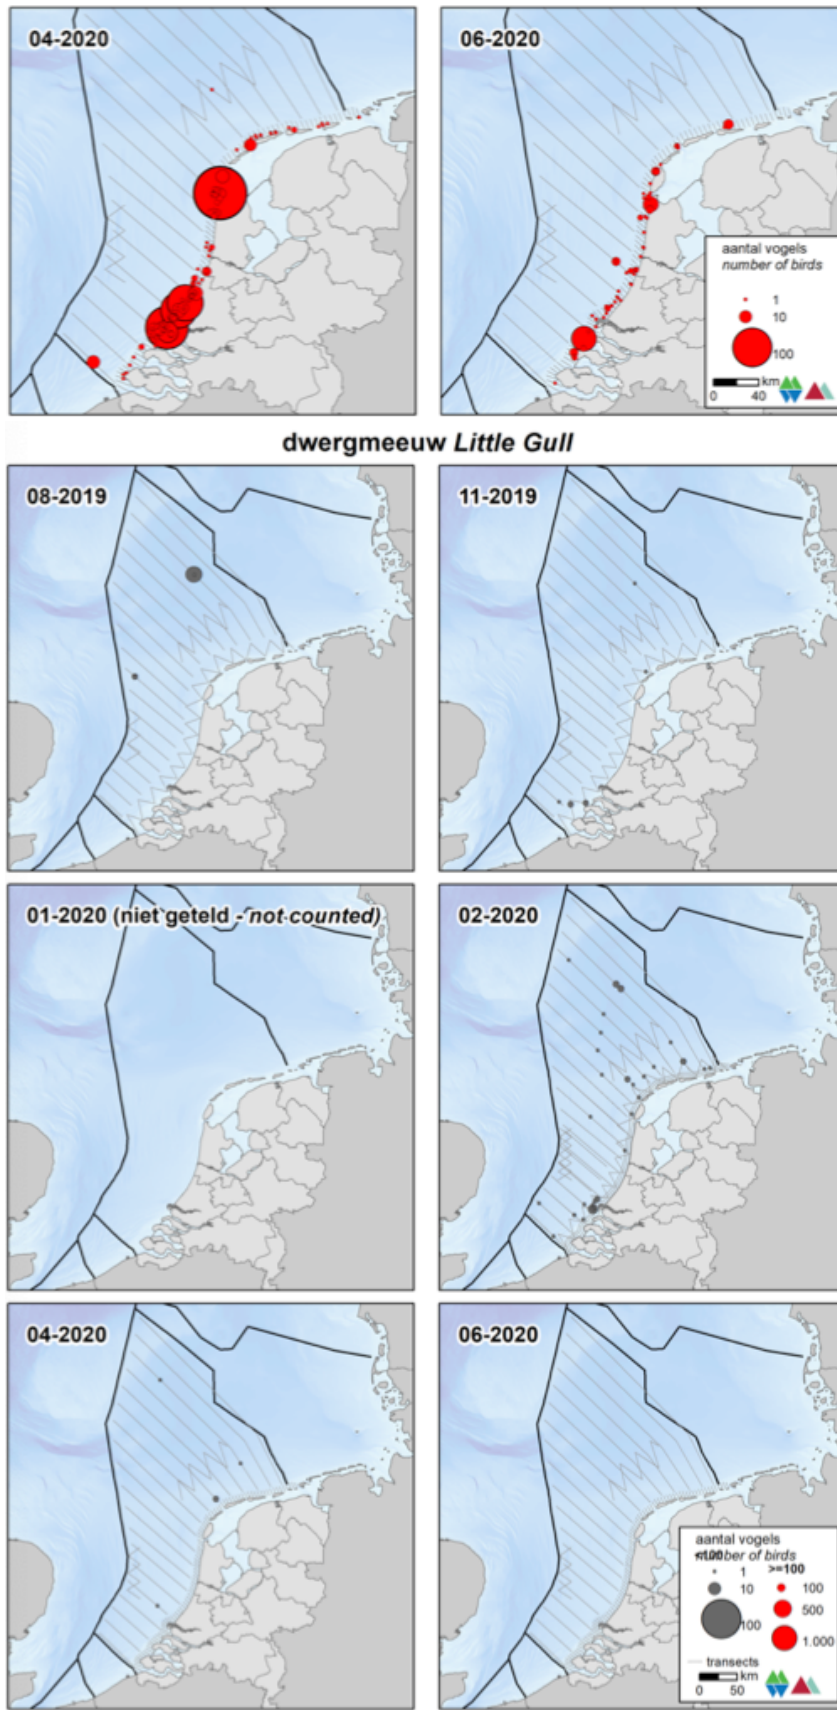 04-2020
06-2020
aantal vogels
number of birds
1
10
100
km
0 40
dwergmeeuw Little Gull
08-2019
11-2019
01-2020 (niet geteld - not counted)
02-2020
04-2020
06-2020
aantal vogels
number of birds
<100 >=100
1 100
10 500
100 1.000
transects
km
0 50